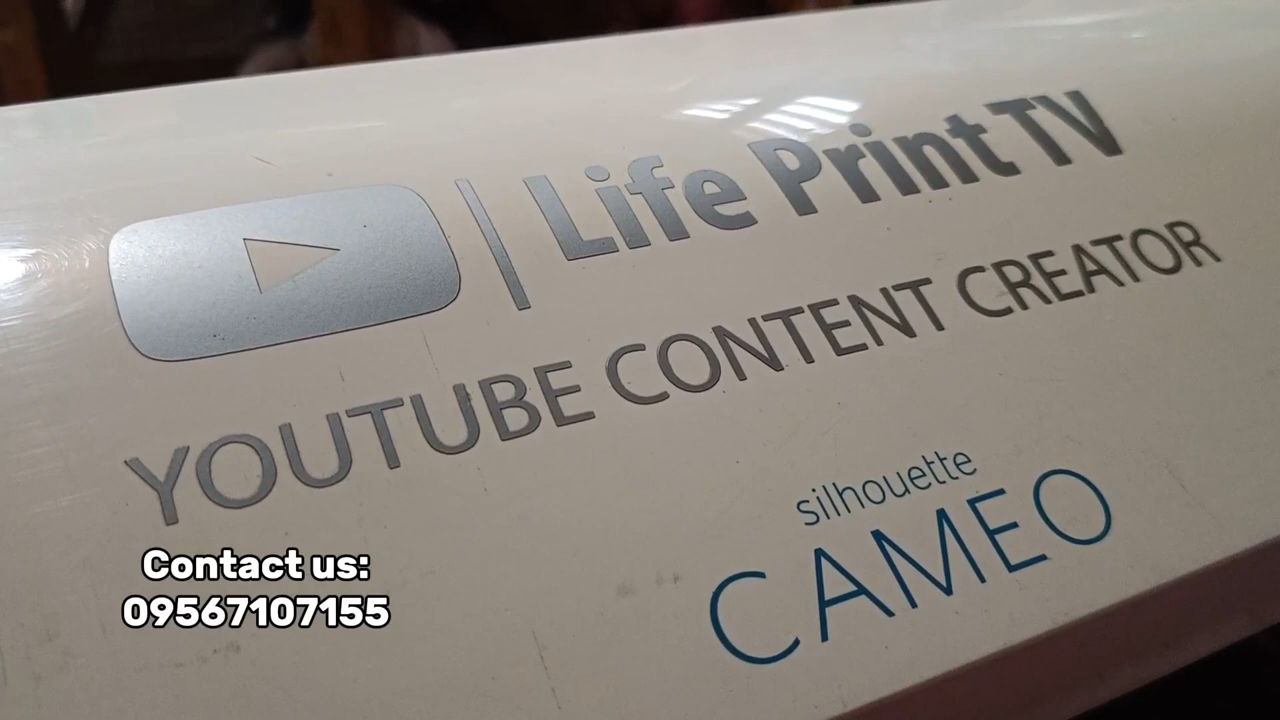 Life Print TV
YOUTUBE CONTENT CREATOR
silhouette
CAMEO
Contact us:
09567107155